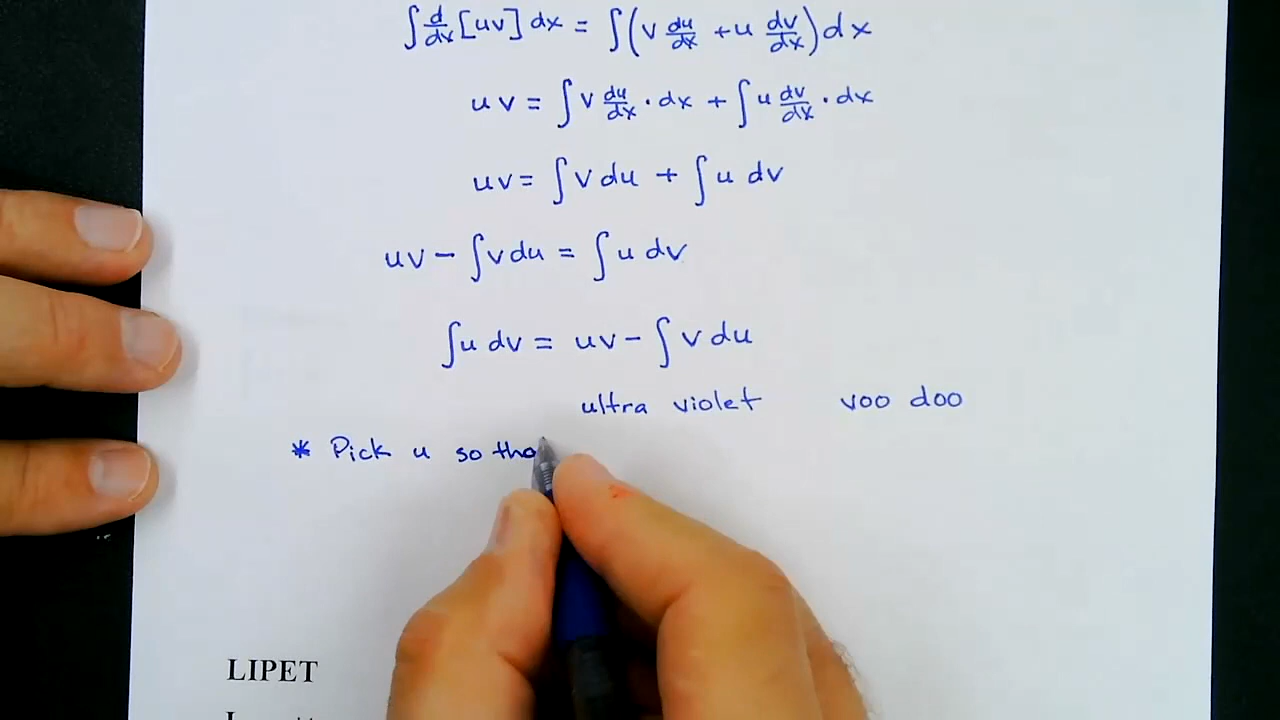 ∫ d/dx [uv] dx = ∫(v du/dx + u dv/dx) dx
uv = ∫ v du/dx · dx + ∫ u dv/dx · dx
uv = ∫ v du + ∫ u dv
uv - ∫ v du = ∫ u dv
∫ u dv = uv - ∫ v du
ultra violet voo doo
* Pick u so tha
LIPET